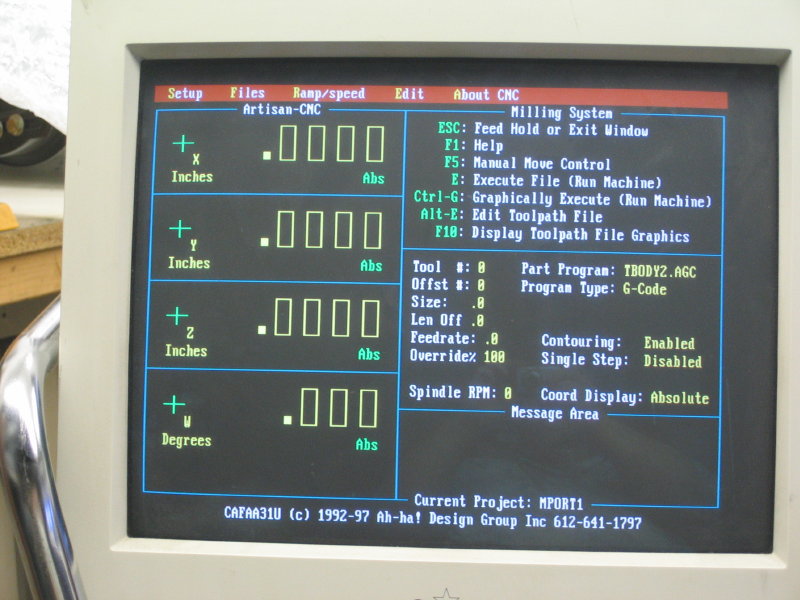 Setup Files Ramp/speed Edit About CNC
Artisan-CNC
+X .0000
Inches Abs
+Y .0000
Inches Abs
+Z .0000
Inches Abs
+W .000
Degrees Abs
Milling System
ESC: Feed Hold or Exit Window
F1: Help
F5: Manual Move Control
E: Execute File (Run Machine)
Ctrl-G: Graphically Execute (Run Machine)
Alt-E: Edit Toolpath File
F10: Display Toolpath File Graphics
Tool #: 0 Part Program: TBODY2.AGC
Offst #: 0 Program Type: G-Code
Size: .0
Len Off .0
Feedrate: .0 Contouring: Enabled
Override% 100 Single Step: Disabled
Spindle RPM: 0 Coord Display: Absolute
Message Area
Current Project: MPORT1
CAFAA31U (c) 1992-97 Ah-ha! Design Group Inc 612-641-1797